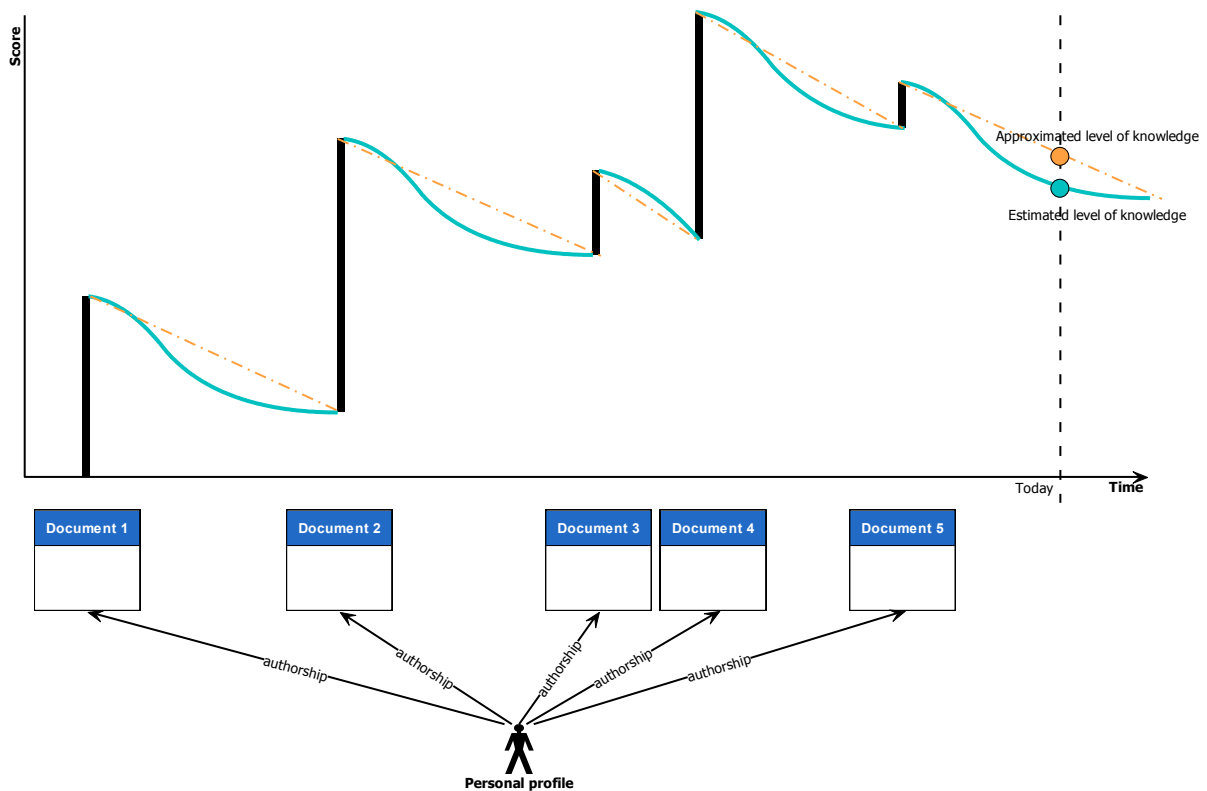 Score
Approximated level of knowledge
Estimated level of knowledge
Today
Time
Document 1
Document 2
Document 3
Document 4
Document 5
authorship
authorship
authorship
authorship
authorship
Personal profile